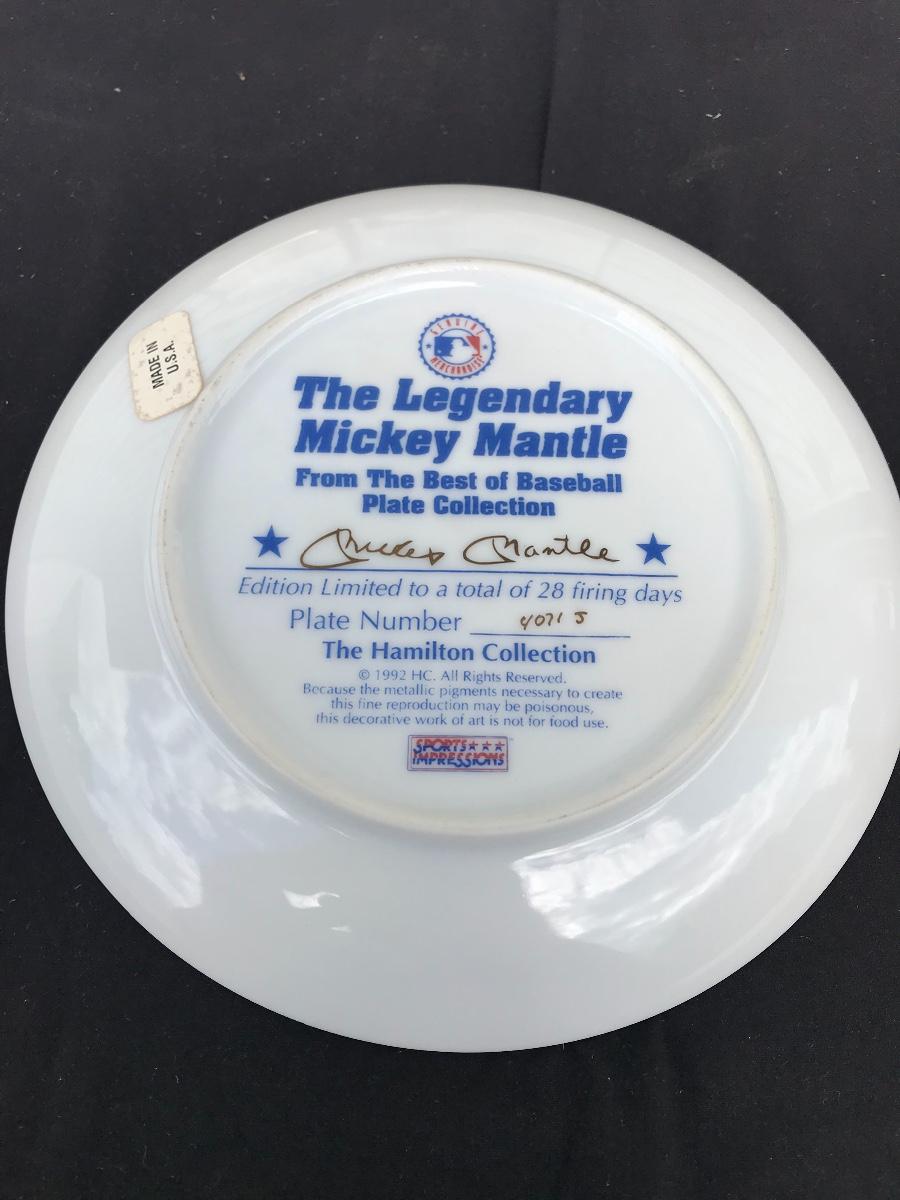 GENUINE
MERCHANDISE
MADE IN
U.S.A.
The Legendary
Mickey Mantle
From The Best of Baseball
Plate Collection
Mickey Mantle
Edition Limited to a total of 28 firing days
Plate Number 4071 J
The Hamilton Collection
© 1992 HC. All Rights Reserved.
Because the metallic pigments necessary to create
this fine reproduction may be poisonous,
this decorative work of art is not for food use.
SPORTS
IMPRESSIONS™